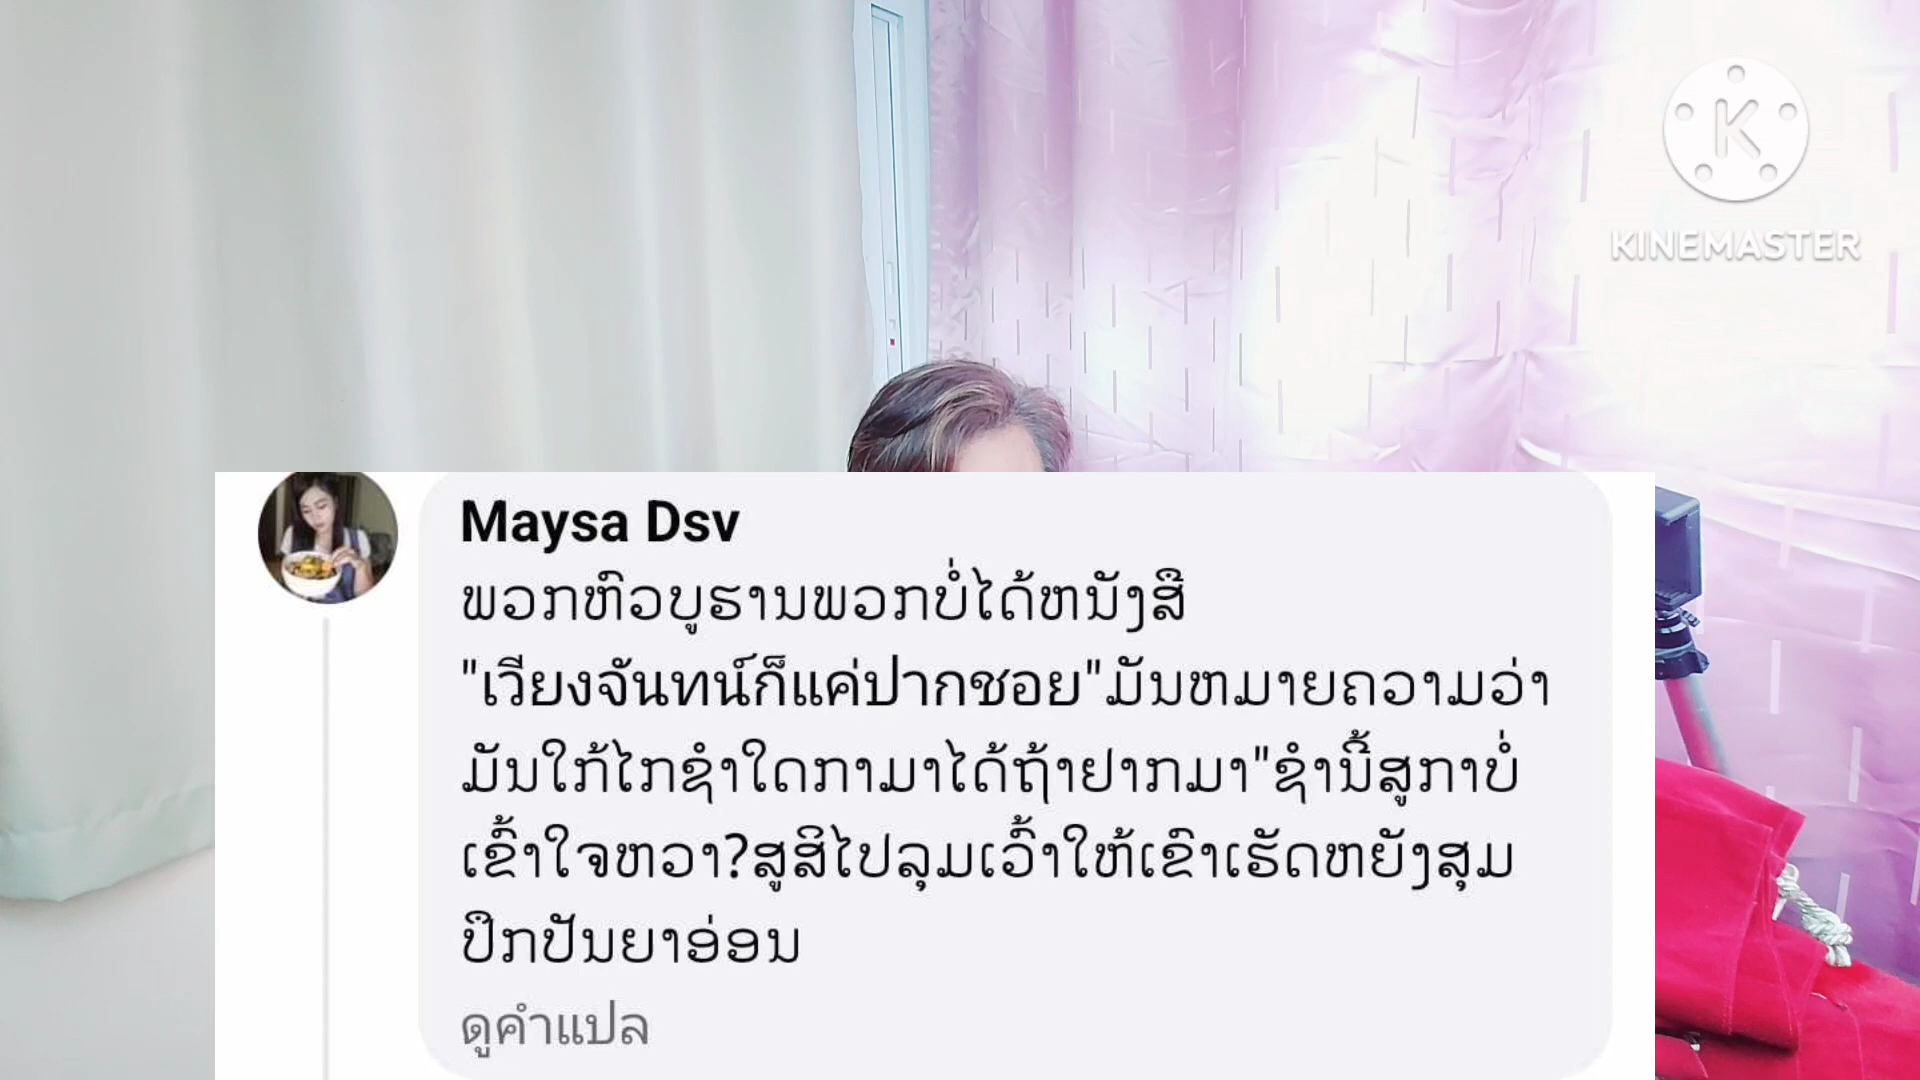 KINEMASTER
Maysa Dsv
ພວກຫົວບູຮານພວກບໍ່ໄດ້ຫນັງສື
"เวียงจันทน์ก็แค่ปากซอย"ມັນຫມາຍຄວາມວ່າ
ມັນໃກ້ໄກຊໍາໃດກາມາໄດ້ຖ້າຢາກມາ"ຊໍານີ້ສູກາບໍ່
ເຂົ້າໃຈຫວາ?ສູສິໄປລຸມເວົ້າໃຫ້ເຂົາເຮັດຫຍັງສຸມ
ປຶກປັນຍາອ່ອນ
ดูคำแปล